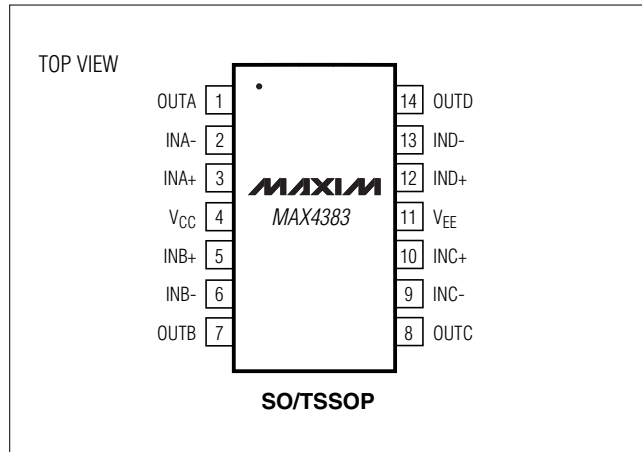 TOP VIEW
OUTA 1
INA- 2
INA+ 3
VCC 4
INB+ 5
INB- 6
OUTB 7
MAXIM
MAX4383
14 OUTD
13 IND-
12 IND+
11 VEE
10 INC+
9 INC-
8 OUTC
SO/TSSOP